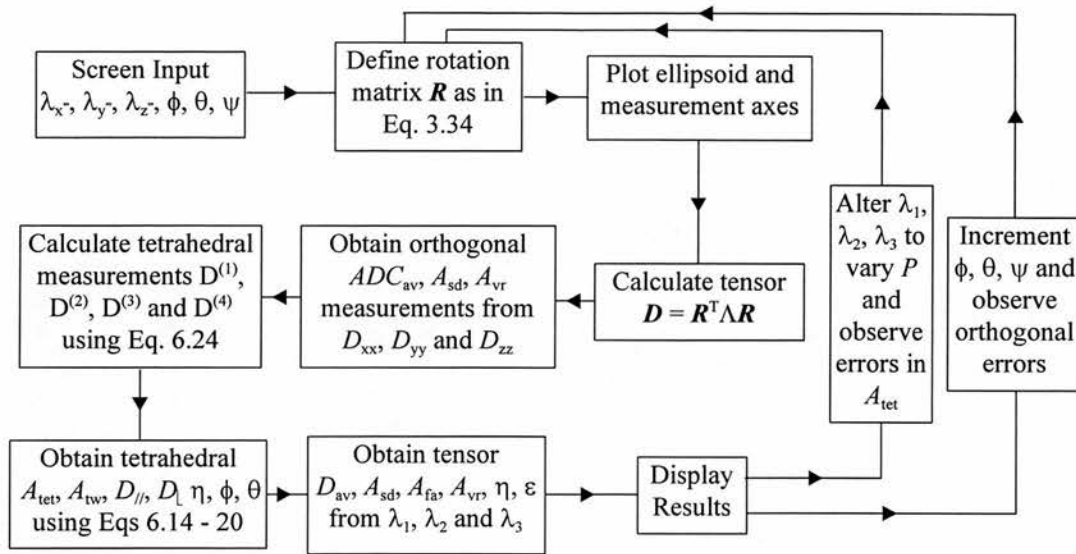 Screen Input
λx", λy", λz", ϕ, θ, ψ
Define rotation
matrix R as in
Eq. 3.34
Plot ellipsoid and
measurement axes
Calculate tensor
D = RᵀΛR
Obtain orthogonal
ADCav, Asd, Avr
measurements from
Dxx, Dyy and Dzz
Calculate tetrahedral
measurements D⁽¹⁾,
D⁽²⁾, D⁽³⁾ and D⁽⁴⁾
using Eq. 6.24
Obtain tetrahedral
Atet, Atw, D//, D⌊ η, ϕ, θ
using Eqs 6.14 - 20
Obtain tensor
Dav, Asd, Afa, Avr, η, ε
from λ1, λ2 and λ3
Display
Results
Alter λ1,
λ2, λ3 to
vary P
and
observe
errors in
Atet
Increment
ϕ, θ, ψ and
observe
orthogonal
errors